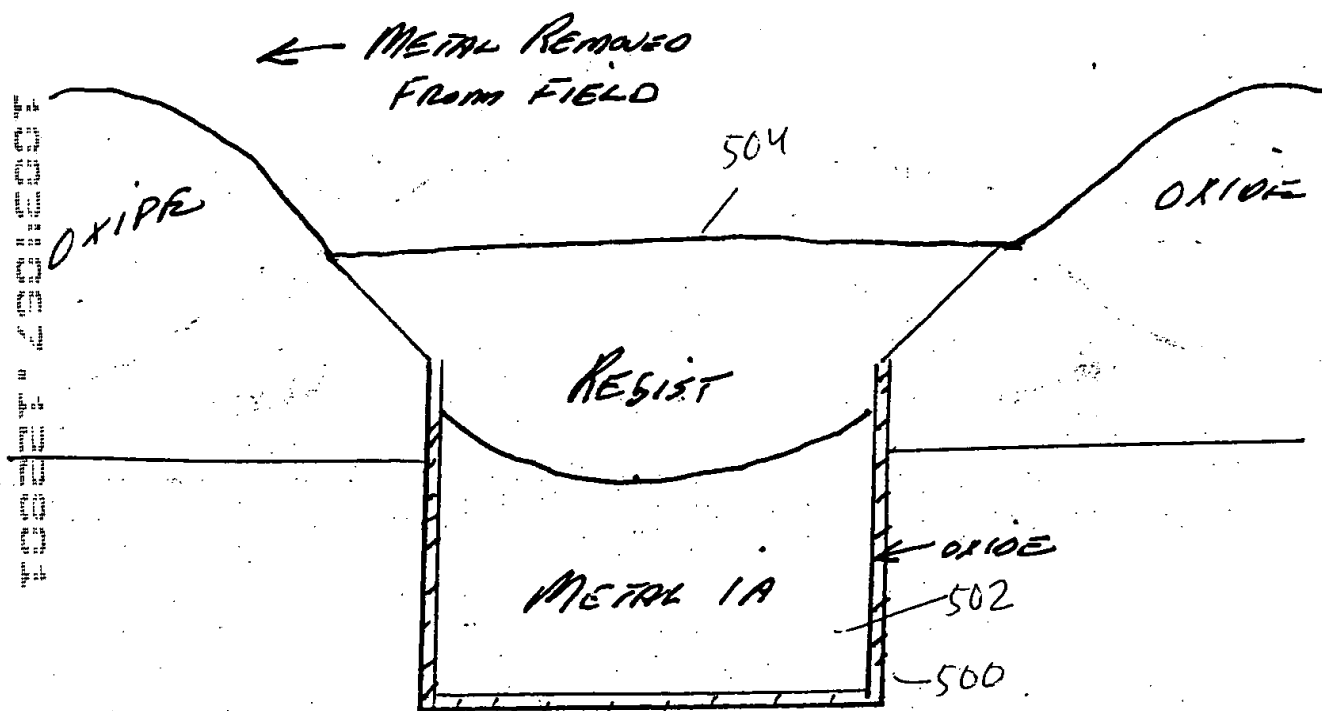 ← METAL REMOVED
FROM FIELD
504
OXIDE
OXIDE
RESIST
← OXIDE
METAL 1A
502
500